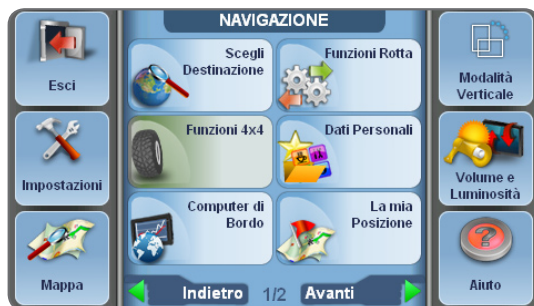 NAVIGAZIONE
Esci
Scegli
Destinazione
Funzioni Rotta
Modalità
Verticale
Impostazioni
Funzioni 4x4
Dati Personali
Volume e
Luminosità
Mappa
Computer di
Bordo
La mia
Posizione
Aiuto
Indietro 1/2 Avanti